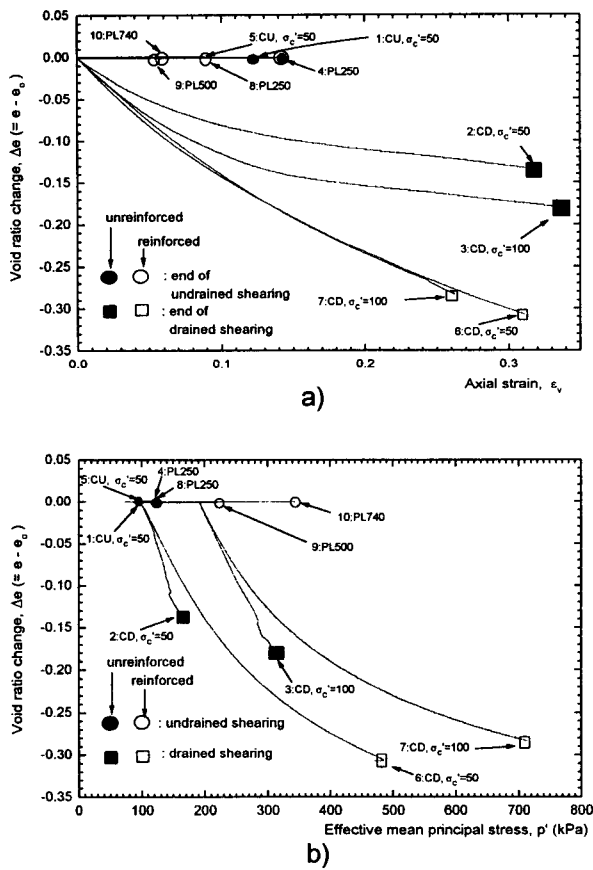 0.05
0.00
-0.05
-0.10
-0.15
-0.20
-0.25
-0.30
-0.35
Void ratio change, Δe (= e - e₀ )
10:PL740
5:CU, σc'=50
1:CU, σc'=50
9:PL500
8:PL250
4:PL250
2:CD, σc'=50
3:CD, σc'=100
7:CD, σc'=100
6:CD, σc'=50
unreinforced
reinforced
: end of
undrained shearing
: end of
drained shearing
0.0
0.1
0.2
0.3
Axial strain, εv
a)
0.05
0.00
-0.05
-0.10
-0.15
-0.20
-0.25
-0.30
-0.35
Void ratio change, Δe (= e - e₀ )
5:CU, σc'=50
4:PL250
8:PL250
1:CU, σc'=50
9:PL500
10:PL740
2:CD, σc'=50
3:CD, σc'=100
7:CD, σc'=100
6:CD, σc'=50
unreinforced
reinforced
: undrained shearing
: drained shearing
0
100
200
300
400
500
600
700
800
Effective mean principal stress, p' (kPa)
b)